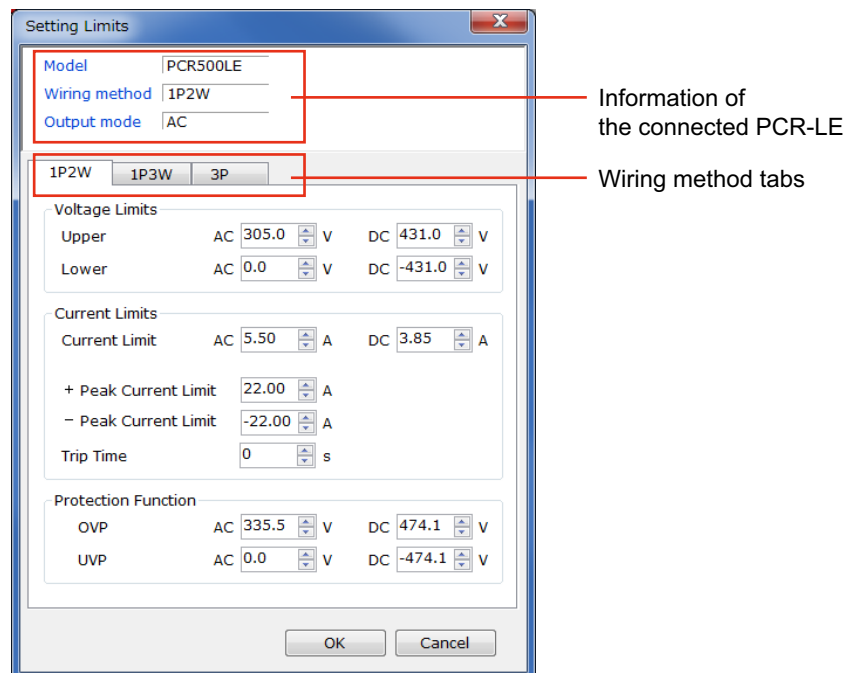 Setting Limits
Model PCR500LE
Wiring method 1P2W
Output mode AC
Information of
the connected PCR-LE
1P2W 1P3W 3P
Wiring method tabs
Voltage Limits
Upper AC 305.0 V DC 431.0 V
Lower AC 0.0 V DC -431.0 V
Current Limits
Current Limit AC 5.50 A DC 3.85 A
+ Peak Current Limit 22.00 A
− Peak Current Limit -22.00 A
Trip Time 0 s
Protection Function
OVP AC 335.5 V DC 474.1 V
UVP AC 0.0 V DC -474.1 V
OK Cancel